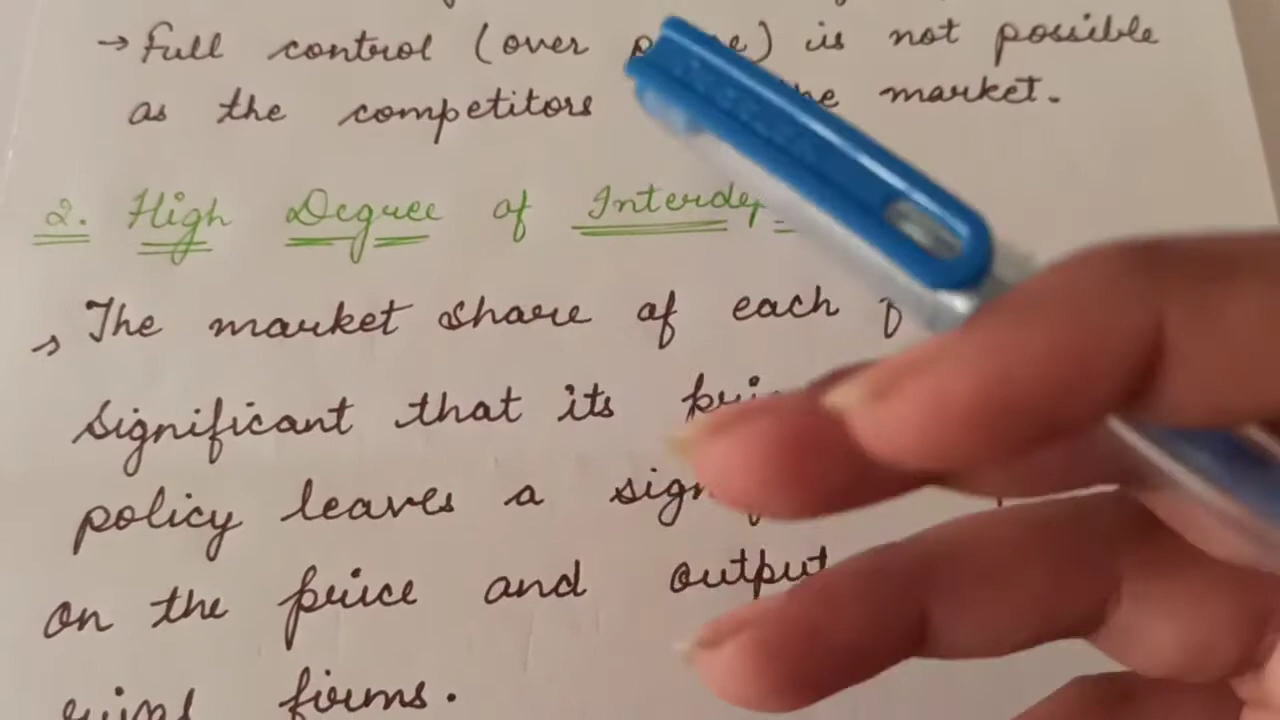 → Full control (over is not possible
as the competitors the market.
2. High Degree of
The market share of each
significant that its
policy leaves a
on the price and output
firms.